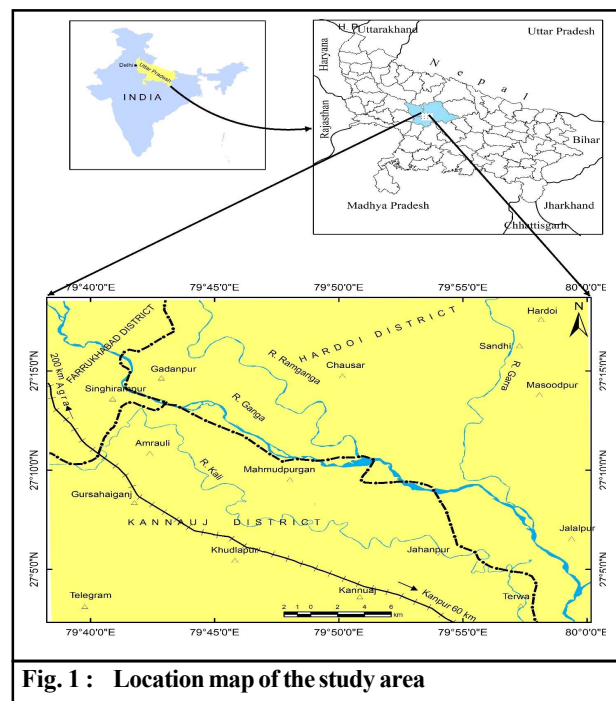 Delhi
Uttar Pradesh
INDIA
H. P.
Uttarakhand
Uttar Pradesh
Haryana
Nepal
Rajasthan
Bihar
Madhya Pradesh
Jharkhand
Chhattisgarh
79°40'0"E 79°45'0"E 79°50'0"E 79°55'0"E 80°0'0"E
27°15'0"N 27°10'0"N 27°5'0"N
N
Hardoi
HARDOI DISTRICT
FARRUKHABAD DISTRICT
Sandhi
R. Ramganga
Chausar
R. Garra
200 km Agra
Gadanpur
Masoodpur
Singhirampur
R. Ganga
Amrauli
R. Kali
Mahmudpurgan
Gursahaiganj
KANNAUJ DISTRICT
Jalalpur
Khudlapur
Jahanpur
Telegram
Kannuaj
Kanpur 60 km
Terwa
2 1 0 2 4 6
km
27°15'0"N 27°10'0"N 27°5'0"N
79°40'0"E 79°45'0"E 79°50'0"E 79°55'0"E 80°0'0"E
Fig. 1 : Location map of the study area